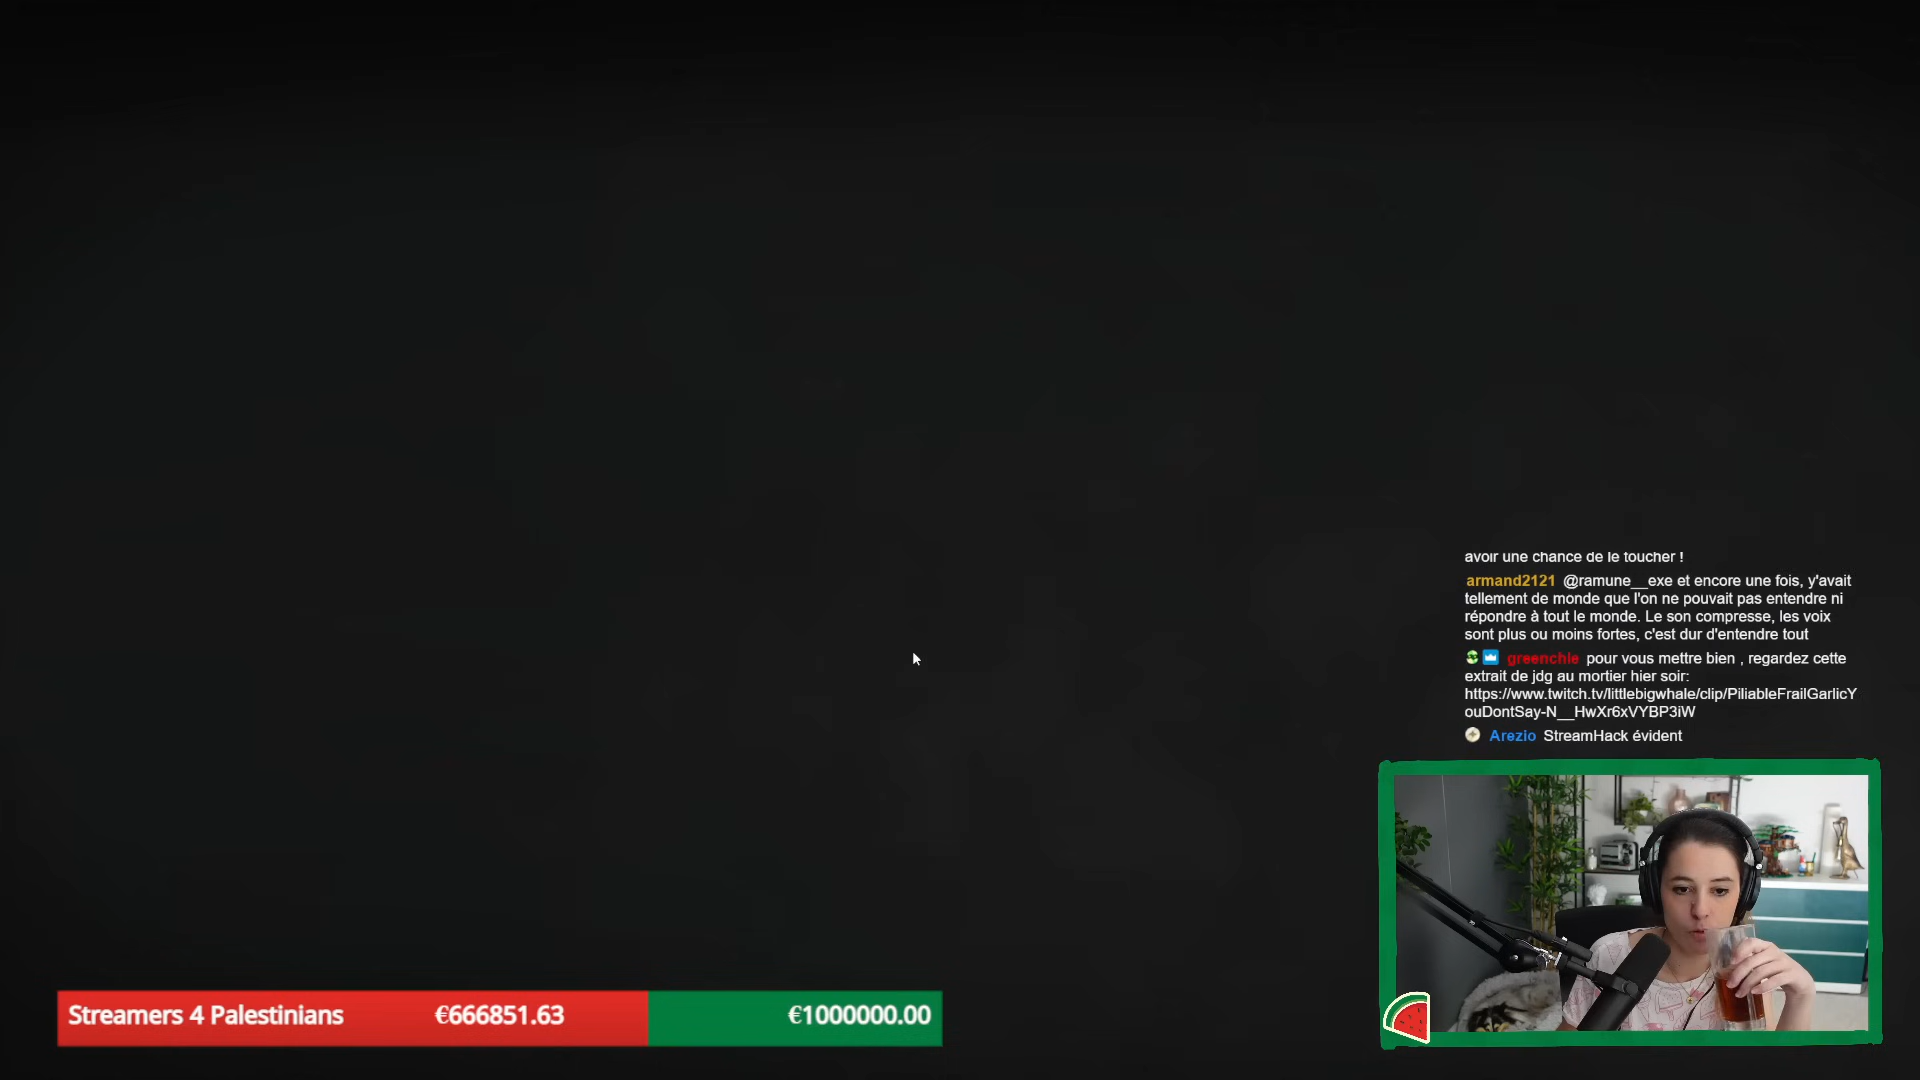 avoir une chance de le toucher !
armand2121 @ramune__exe et encore une fois, y'avait
tellement de monde que l'on ne pouvait pas entendre ni
répondre à tout le monde. Le son compresse, les voix
sont plus ou moins fortes, c'est dur d'entendre tout
greenchie pour vous mettre bien , regardez cette
extrait de jdg au mortier hier soir:
https://www.twitch.tv/littlebigwhale/clip/PliableFrailGarlicY
ouDontSay-N__HwXr6xVYBP3iW
Arezio StreamHack évident
Streamers 4 Palestinians €666851.63 €1000000.00